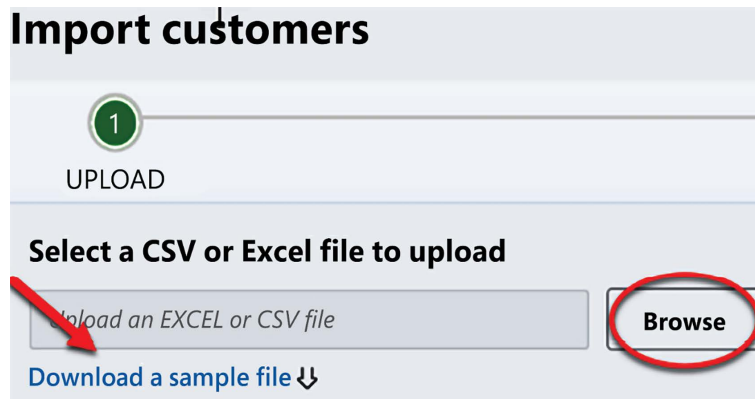 Import customers
1
UPLOAD
Select a CSV or Excel file to upload
Upload an EXCEL or CSV file
Browse
Download a sample file